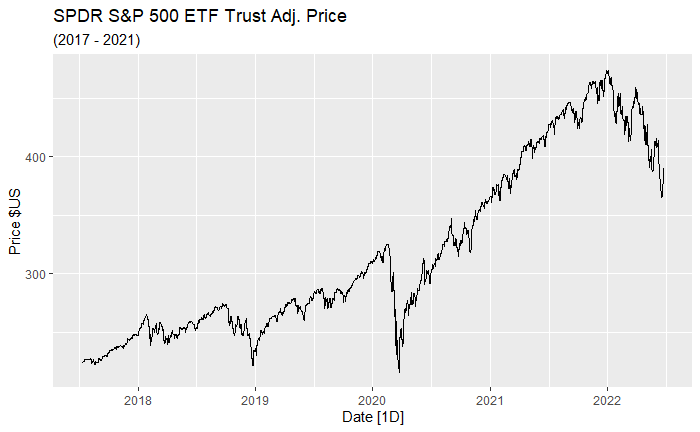 SPDR S&P 500 ETF Trust Adj. Price
(2017 - 2021)
Price $US
400
300
2018 2019 2020 2021 2022
Date [1D]